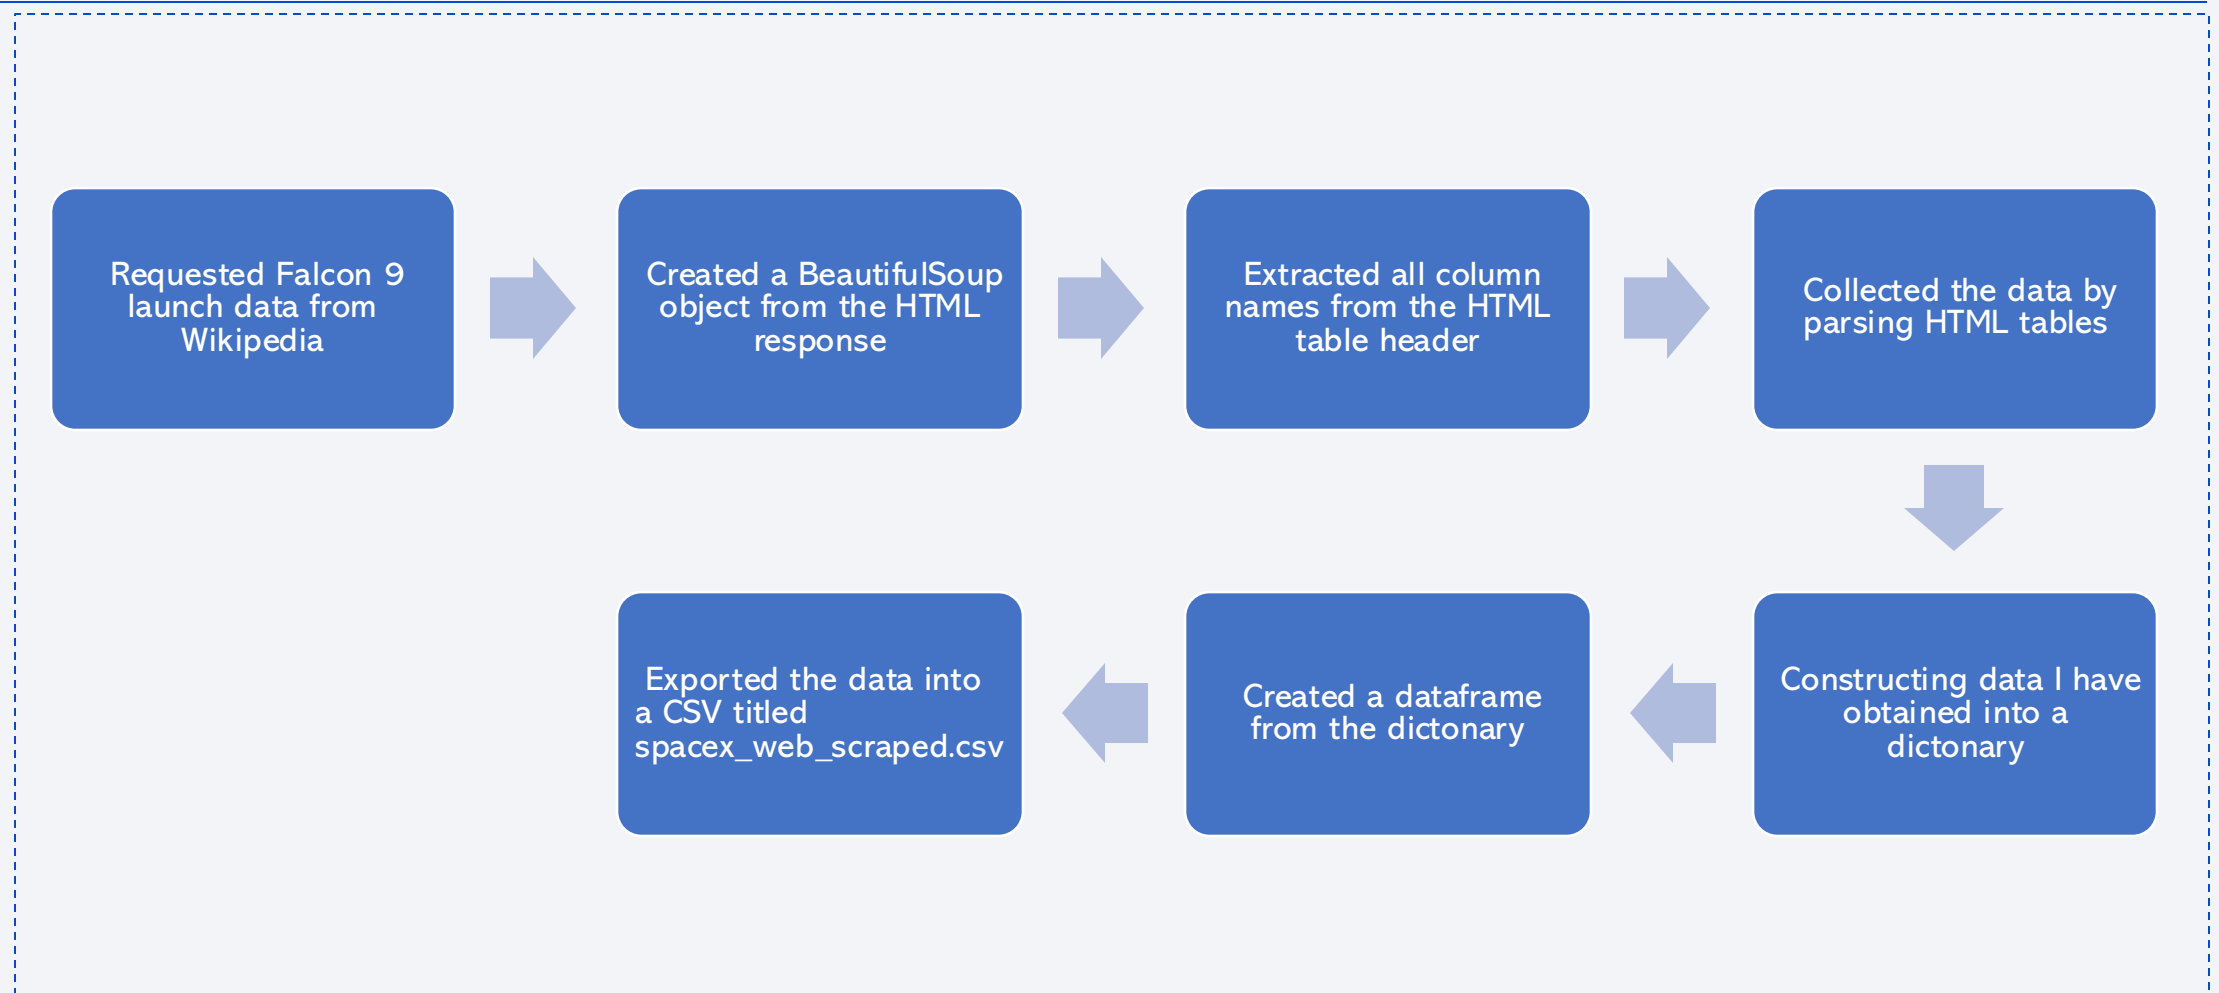 Requested Falcon 9
launch data from
Wikipedia
Created a BeautifulSoup
object from the HTML
response
Extracted all column
names from the HTML
table header
Collected the data by
parsing HTML tables
Constructing data I have
obtained into a
dictonary
Created a dataframe
from the dictonary
Exported the data into
a CSV titled
spacex_web_scraped.csv